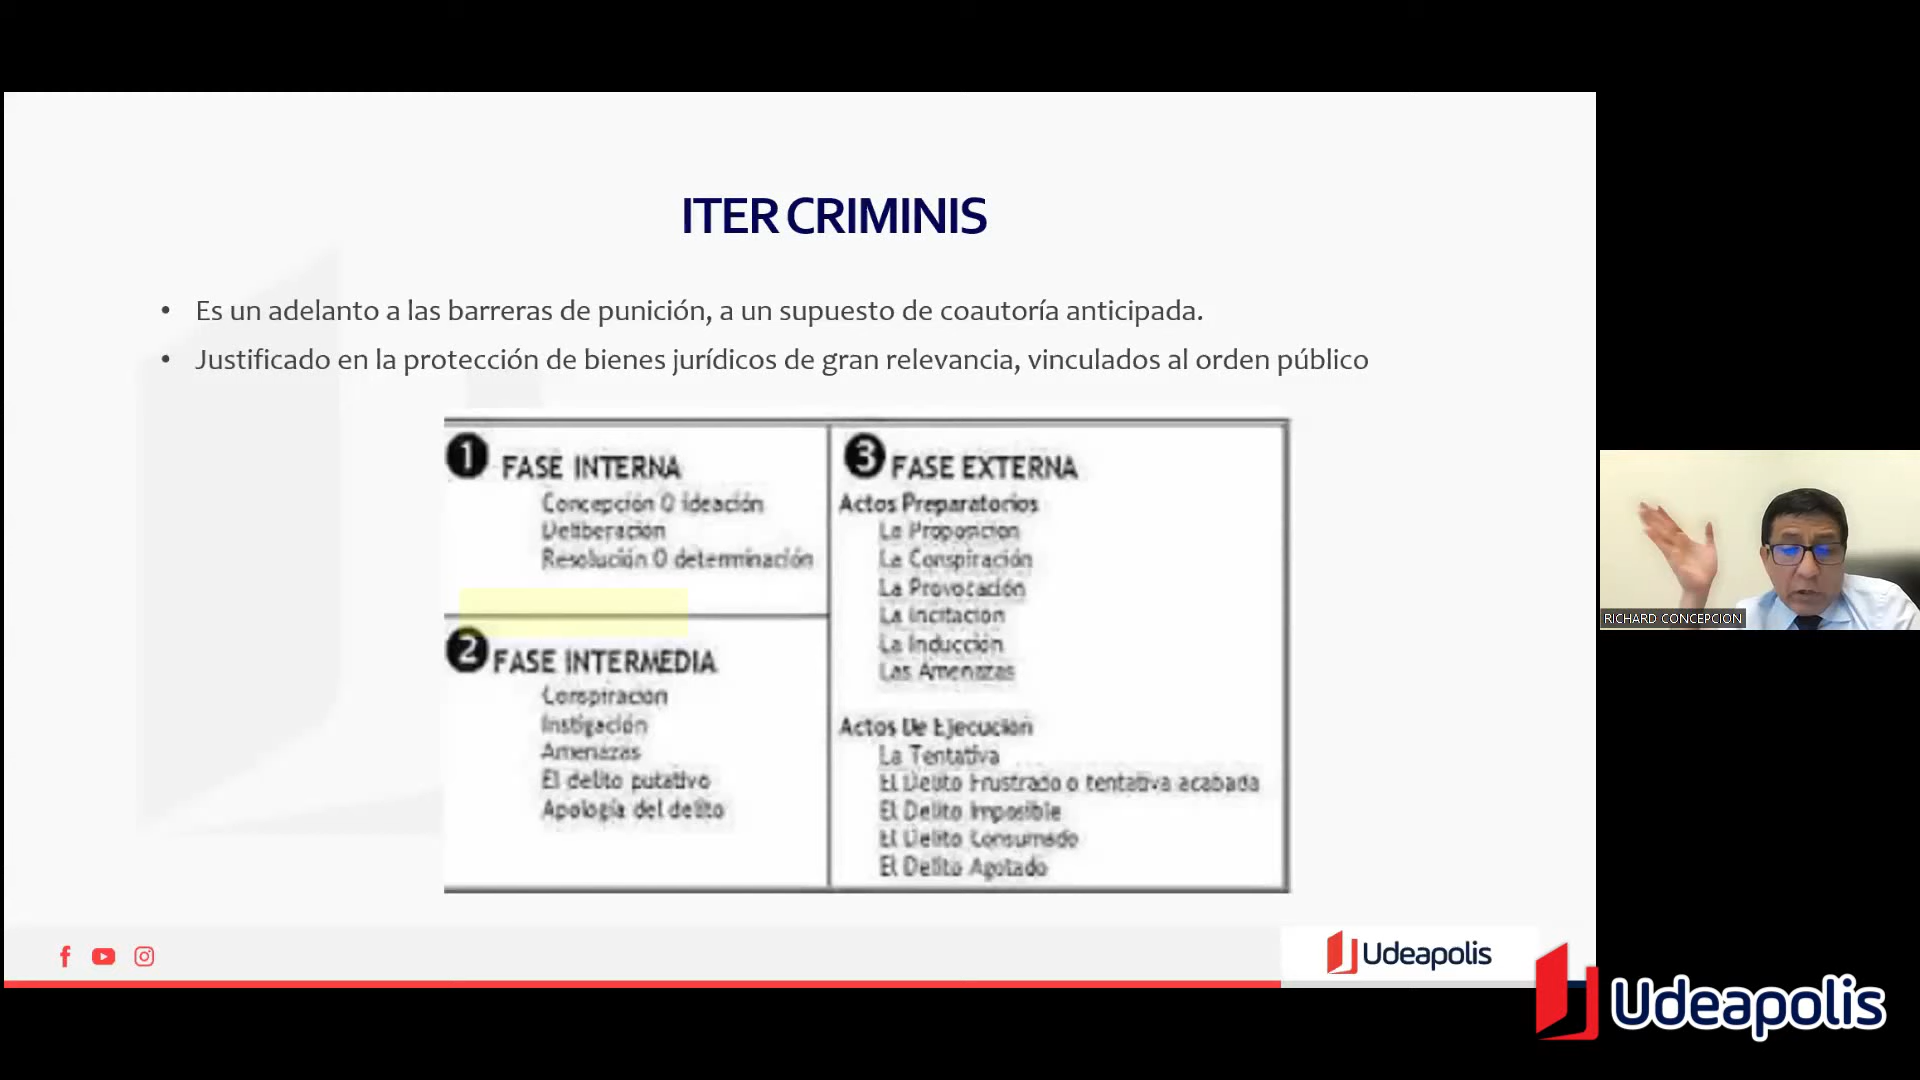 ITER CRIMINIS
• Es un adelanto a las barreras de punición, a un supuesto de coautoría anticipada.
• Justificado en la protección de bienes jurídicos de gran relevancia, vinculados al orden público
1 FASE INTERNA
Concepción O ideación
Deliberación
Resolución O determinación
2 FASE INTERMEDIA
Conspiración
Instigación
Amenazas
El delito putativo
Apología del delito
3 FASE EXTERNA
Actos Preparatorios
La Proposicion
La Conspiración
La Provocación
La Incitacion
La Inducción
Las Amenazas
Actos De Ejecución
La Tentativa
El Delito Frustrado o tentativa acabada
El Delito Imposible
El Delito Consumado
El Delito Agotado
RICHARD CONCEPCION
Udeapolis
Udeapolis